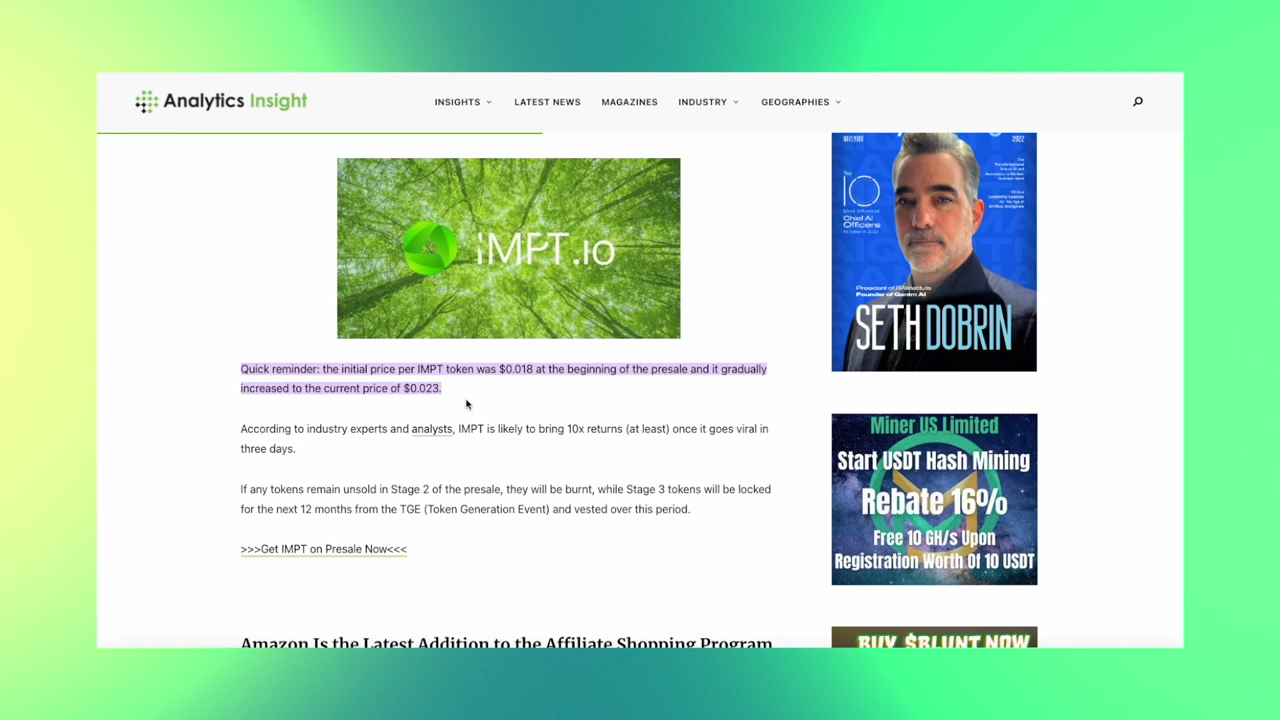 Analytics Insight
INSIGHTS
LATEST NEWS
MAGAZINES
INDUSTRY
GEOGRAPHIES
iMPT.io
Quick reminder: the initial price per IMPT token was $0.018 at the beginning of the presale and it gradually
increased to the current price of $0.023.
According to industry experts and analysts, IMPT is likely to bring 10x returns (at least) once it goes viral in
three days.
If any tokens remain unsold in Stage 2 of the presale, they will be burnt, while Stage 3 tokens will be locked
for the next 12 months from the TGE (Token Generation Event) and vested over this period.
>>>Get IMPT on Presale Now<<<
Amazon Is the Latest Addition to the Affiliate Shopping Program
NOVEMBER
2022
The
10
Most Influential
Chief AI
Officers
President of RAInstitute
Founder of Qantm AI
SETH DOBRIN
Miner US Limited
Start USDT Hash Mining
Rebate 16%
Free 10 GH/s Upon
Registration Worth Of 10 USDT
BUY $BLUNT NOW